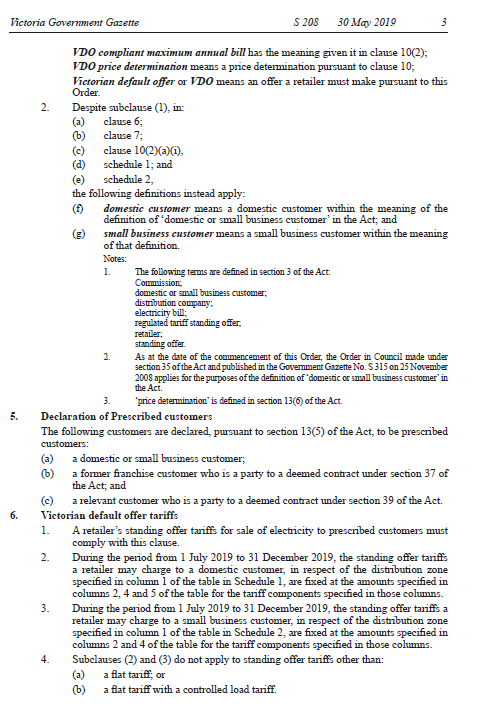 Victoria Government Gazette S 208 30 May 2019 3
VDO compliant maximum annual bill has the meaning given it in clause 10(2);
VDO price determination means a price determination pursuant to clause 10;
Victorian default offer or VDO means an offer a retailer must make pursuant to this
Order.
2. Despite subclause (1), in:
(a) clause 6;
(b) clause 7;
(c) clause 10(2)(a)(i),
(d) schedule 1; and
(e) schedule 2,
the following definitions instead apply:
(f) domestic customer means a domestic customer within the meaning of the
definition of 'domestic or small business customer' in the Act; and
(g) small business customer means a small business customer within the meaning
of that definition.
Notes:
1. The following terms are defined in section 3 of the Act:
Commission;
domestic or small business customer;
distribution company;
electricity bill;
regulated tariff standing offer;
retailer;
standing offer.
2. As at the date of the commencement of this Order, the Order in Council made under
section 35 of the Act and published in the Government Gazette No. S 315 on 25 November
2008 applies for the purposes of the definition of 'domestic or small business customer' in
the Act.
3. 'price determination' is defined in section 13(6) of the Act.
5. Declaration of Prescribed customers
The following customers are declared, pursuant to section 13(5) of the Act, to be prescribed
customers:
(a) a domestic or small business customer;
(b) a former franchise customer who is a party to a deemed contract under section 37 of
the Act; and
(c) a relevant customer who is a party to a deemed contract under section 39 of the Act.
6. Victorian default offer tariffs
1. A retailer's standing offer tariffs for sale of electricity to prescribed customers must
comply with this clause.
2. During the period from 1 July 2019 to 31 December 2019, the standing offer tariffs
a retailer may charge to a domestic customer, in respect of the distribution zone
specified in column 1 of the table in Schedule 1, are fixed at the amounts specified in
columns 2, 4 and 5 of the table for the tariff components specified in those columns.
3. During the period from 1 July 2019 to 31 December 2019, the standing offer tariffs a
retailer may charge to a small business customer, in respect of the distribution zone
specified in column 1 of the table in Schedule 2, are fixed at the amounts specified in
columns 2 and 4 of the table for the tariff components specified in those columns.
4. Subclauses (2) and (3) do not apply to standing offer tariffs other than:
(a) a flat tariff; or
(b) a flat tariff with a controlled load tariff.